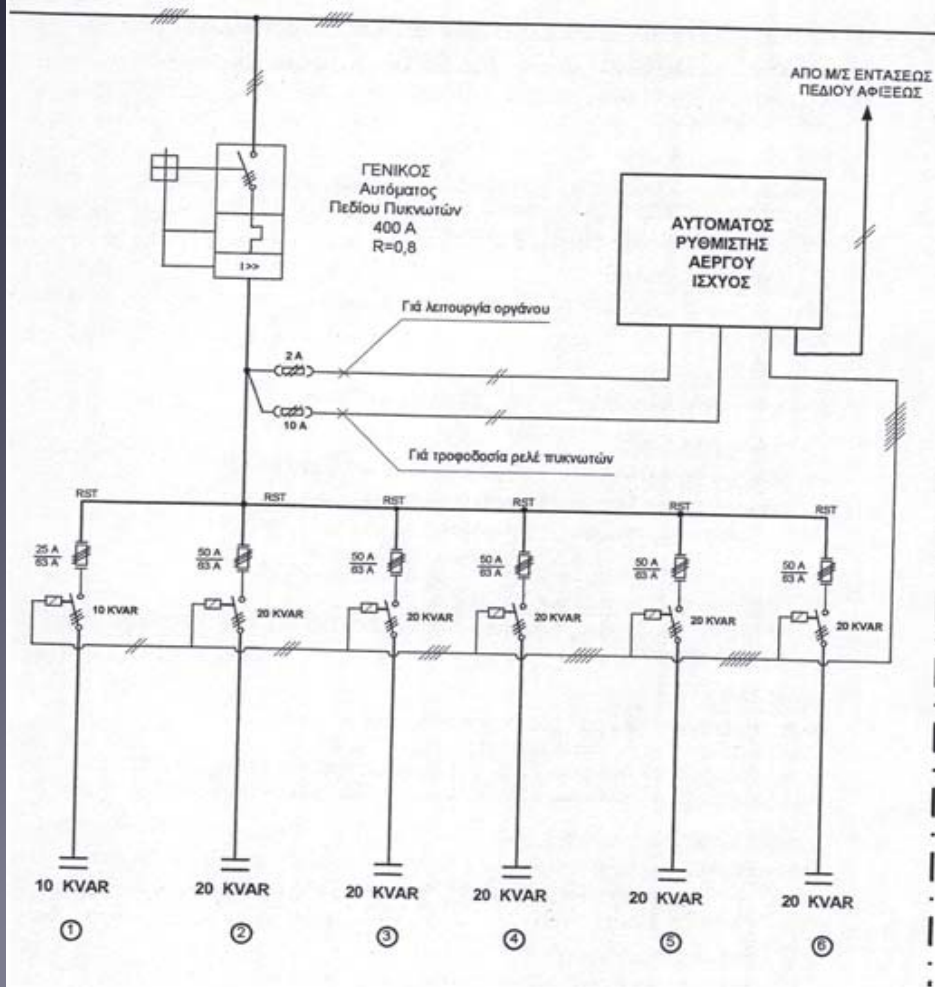 ΑΠΟ Μ/Σ ΕΝΤΑΣΕΩΣ
ΠΕΔΙΟΥ ΑΦΙΞΕΩΣ
ΓΕΝΙΚΟΣ
Αυτόματος
Πεδίου Πυκνωτών
400 Α
R=0,8
I >>
ΑΥΤΟΜΑΤΟΣ
ΡΥΘΜΙΣΤΗΣ
ΑΕΡΓΟΥ
ΙΣΧΥΟΣ
Γιά λειτουργία οργάνου
2 Α
10 Α
Γιά τροφοδοσία ρελέ πυκνωτών
RST RST RST RST RST RST
25 A 50 A 50 A 50 A 50 A 50 A
63 A 63 A 63 A 63 A 63 A 63 A
10 KVAR 20 KVAR 20 KVAR 20 KVAR 20 KVAR 20 KVAR
10 KVAR 20 KVAR 20 KVAR 20 KVAR 20 KVAR 20 KVAR
1 2 3 4 5 6